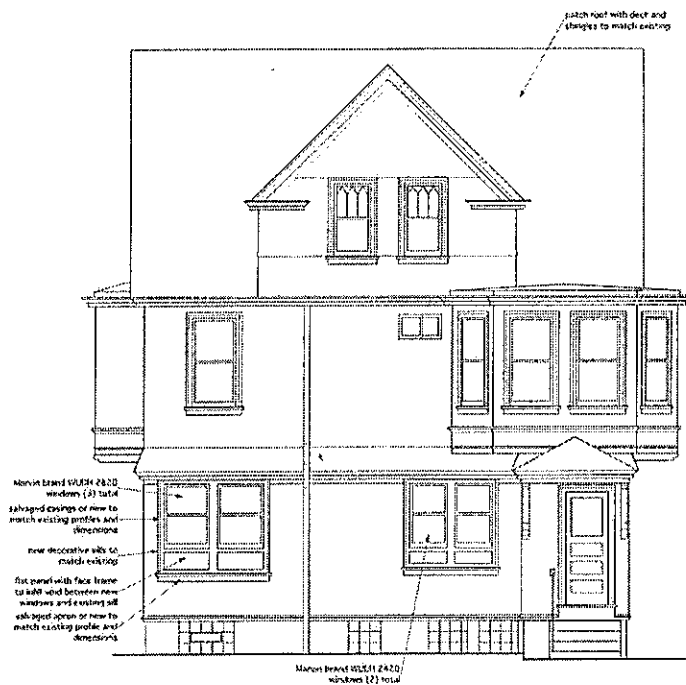 patch roof with deck and
shingles to match existing
Marvin brand WUDH 2820
windows (3) total
salvaged casings or new to
match existing profiles and
dimensions
new decorative sills to
match existing
flat panel with face frame
to infill void between new
windows and existing sill
salvaged apron or new to
match existing profile and
dimensions
Marvin brand WUDH 2420
windows (2) total